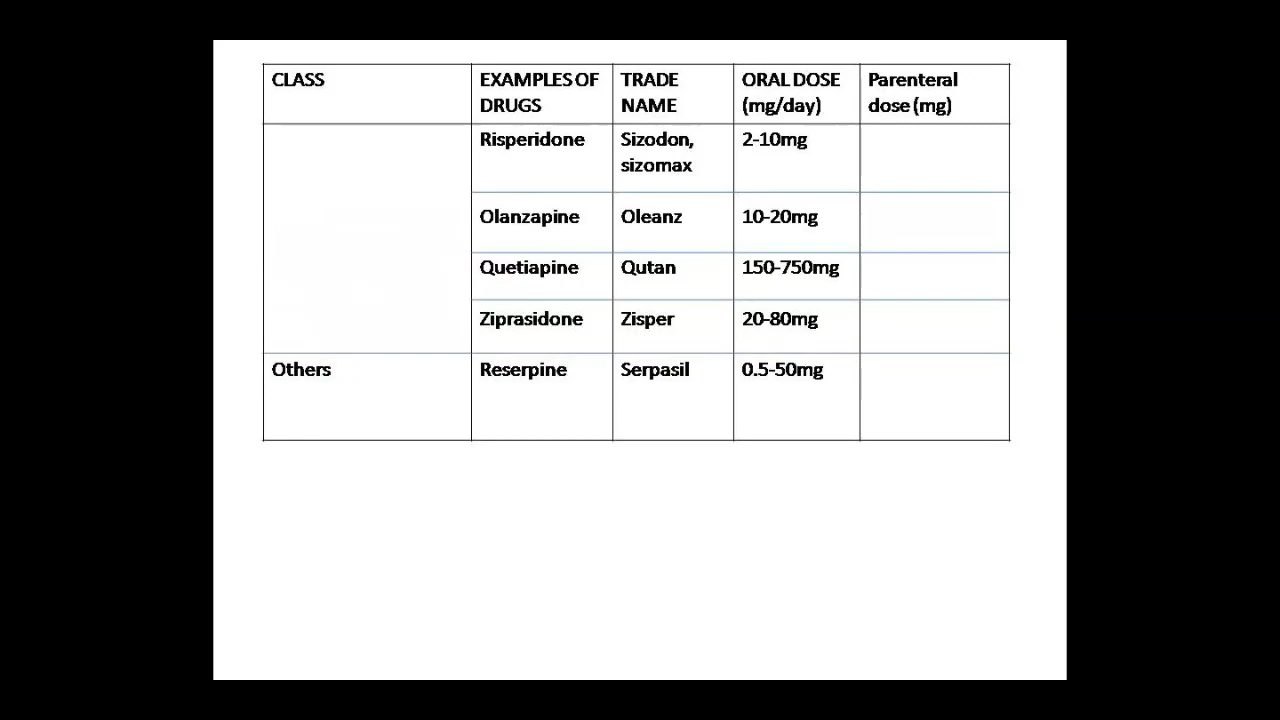 CLASS EXAMPLES OF DRUGS TRADE NAME ORAL DOSE (mg/day) Parenteral dose (mg)
Risperidone Sizodon, sizomax 2-10mg
Olanzapine Oleanz 10-20mg
Quetiapine Qutan 150-750mg
Ziprasidone Zisper 20-80mg
Others Reserpine Serpasil 0.5-50mg